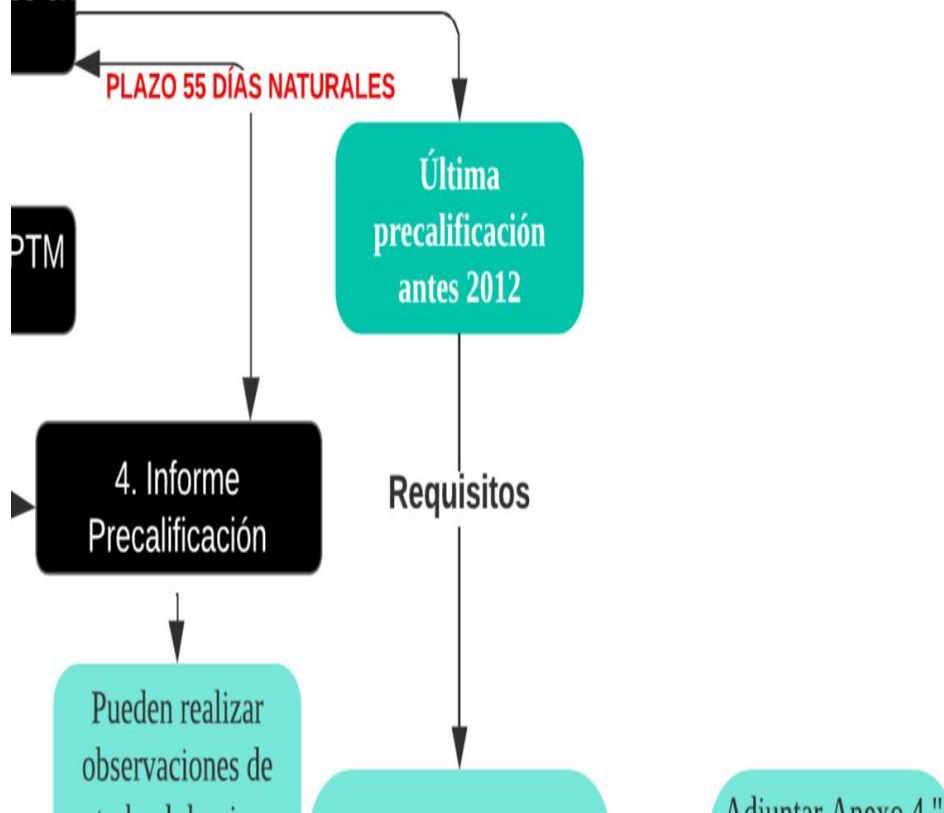 PLAZO 55 DÍAS NATURALES
Última
precalificación
antes 2012
PTM
4. Informe
Precalificación
Requisitos
Pueden realizar
observaciones de
Adjuntar Anexo 4 "